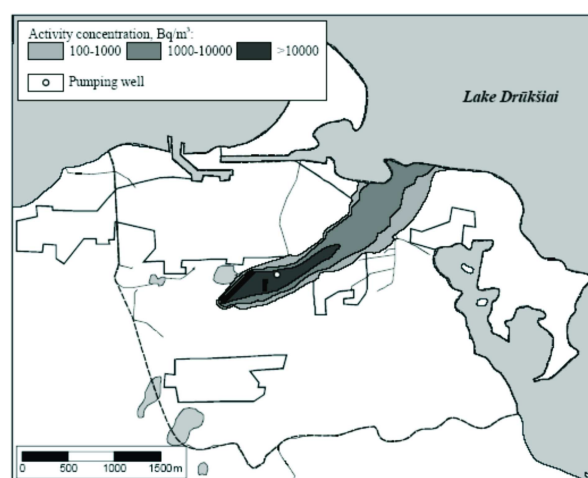 Activity concentration, Bq/m³:
100-1000 1000-10000 >10000
Pumping well
Lake Drūkšiai
0 500 1000 1500m